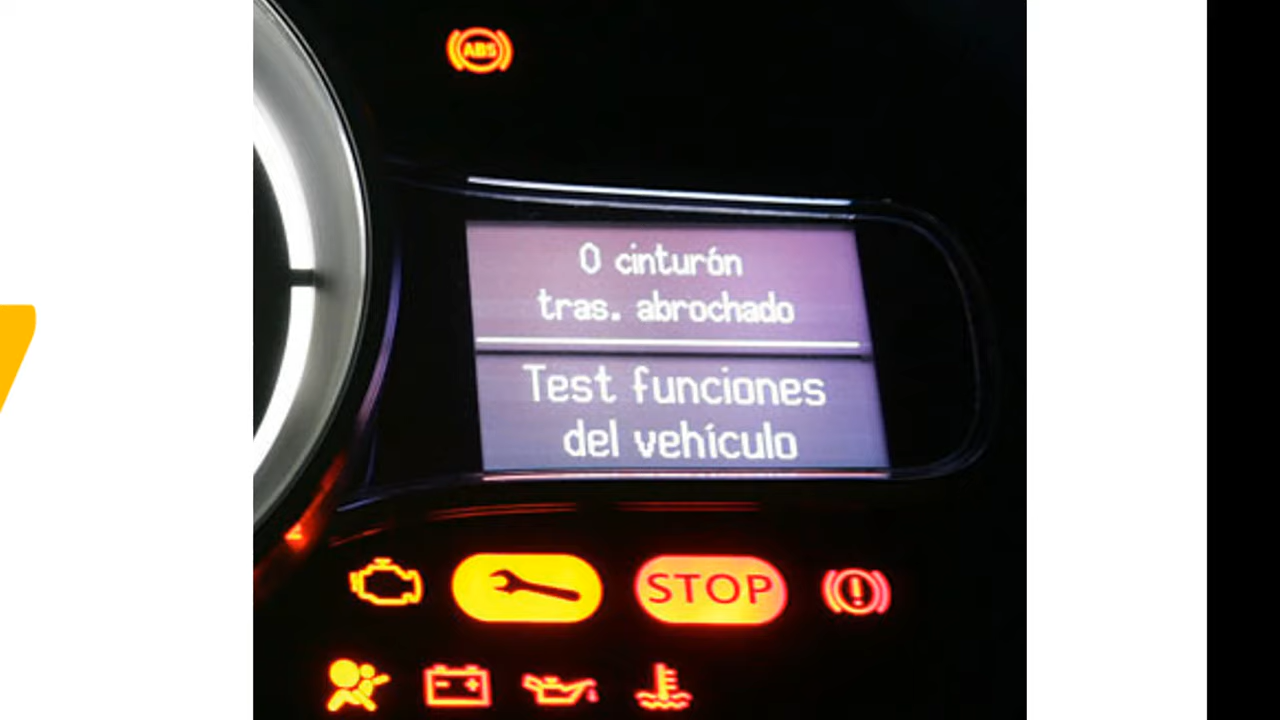 ABS
0 cinturón
tras. abrochado
Test funciones
del vehículo
STOP